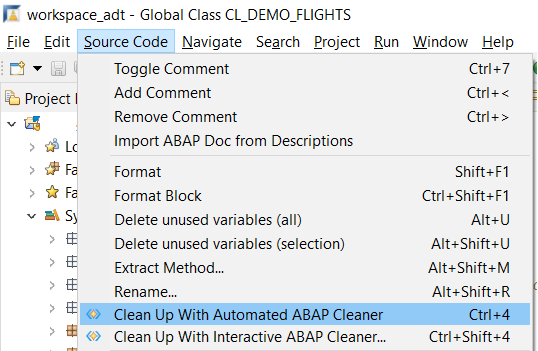 workspace_adt - Global Class CL_DEMO_FLIGHTS
File Edit Source Code Navigate Search Project Run Window Help
Toggle Comment Ctrl+7
Project
Add Comment Ctrl+<
Remove Comment Ctrl+>
Import ABAP Doc from Descriptions
Lo
Format Shift+F1
Fa
Format Block Ctrl+Shift+F1
Fa
Delete unused variables (all) Alt+U
Sy
Delete unused variables (selection) Alt+Shift+U
Extract Method... Alt+Shift+M
Rename... Alt+Shift+R
Clean Up With Automated ABAP Cleaner Ctrl+4
Clean Up With Interactive ABAP Cleaner... Ctrl+Shift+4